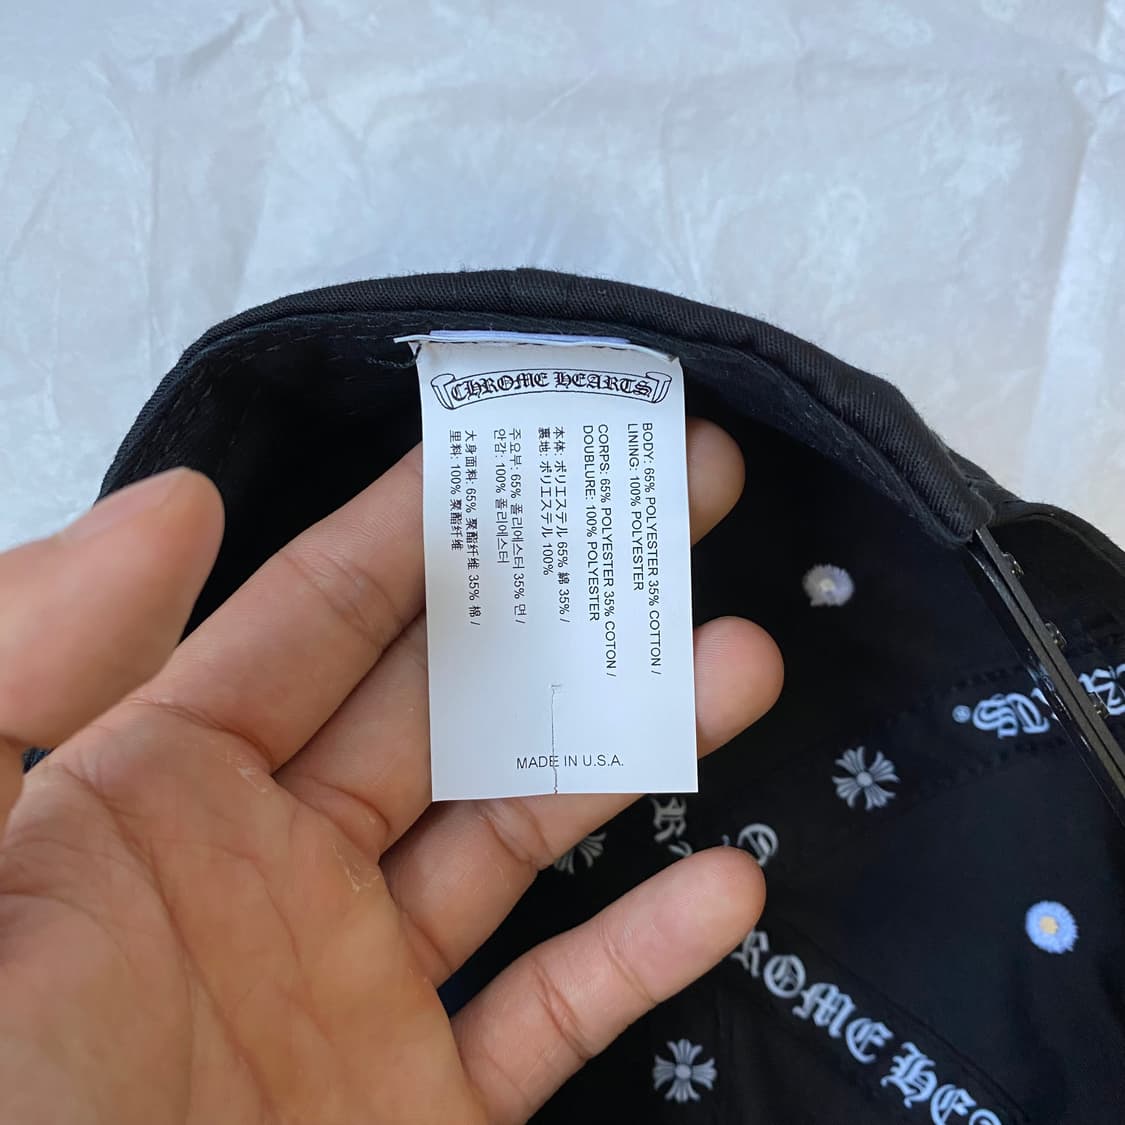 CHROME HEARTS
BODY: 65% POLYESTER 35% COTTON /
LINING: 100% POLYESTER
CORPS: 65% POLYESTER 35% COTON /
DOUBLURE: 100% POLYESTER
本体: ポリエステル 65% 綿 35% /
裏地: ポリエステル 100%
주요부: 65% 폴리에스터 35% 면 /
안감: 100% 폴리에스터
大身面料: 65% 聚酯纤维 35% 棉 /
里料: 100% 聚酯纤维
MADE IN U.S.A.
ROME HEA